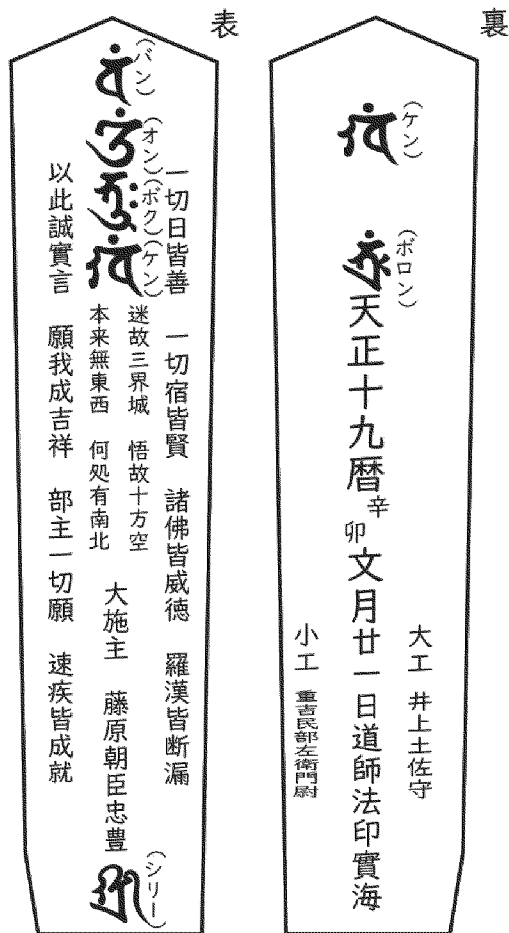 裏
大工 井上土佐守
(ケン)
(ボロン)
天正十九暦辛卯文月廿一日道師法印實海
小工 重吉民部左衛門尉
表
一切日皆善 一切宿皆賢 諸佛皆威徳 羅漢皆断漏
(バン)
(オン)
(ボク)
(ケン)
迷故三界城 悟故十方空
本来無東西 何処有南北
大施主 藤原朝臣忠豊
(シリー)
以此誠實言 願我成吉祥 部主一切願 速疾皆成就